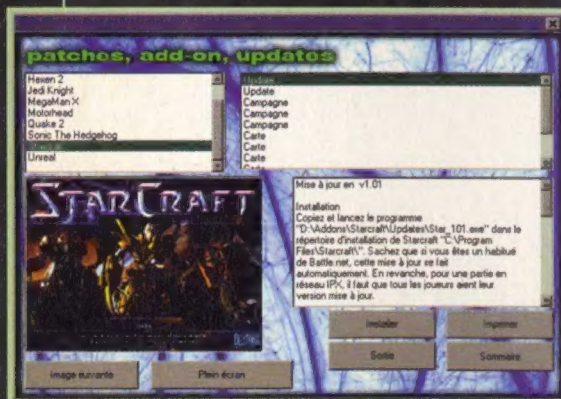 patches, add-on, updates
Hexen 2
Jedi Knight
MegaMan X
Motorhead
Quake 2
Sonic The Hedgehog
Unreal
Update
Update
Campagne
Campagne
Campagne
Carte
Carte
Carte
STARCRAFT
Mise à jour en v1.01
Installation
Copiez et lancez le programme
"D:\Addons\Starcraft\Updates\Star_101.exe" dans le
répertoire d'installation de Starcraft "C:\Program
Files\Starcraft\". Sachez que si vous êtes un habitué
de Battle.net, cette mise à jour se fait
automatiquement. En revanche, pour une partie en
réseau IPX, il faut que tous les joueurs aient leur
version mise à jour.
Installer
Imprimer
Sortie
Sommaire
Image suivante
Plein écran